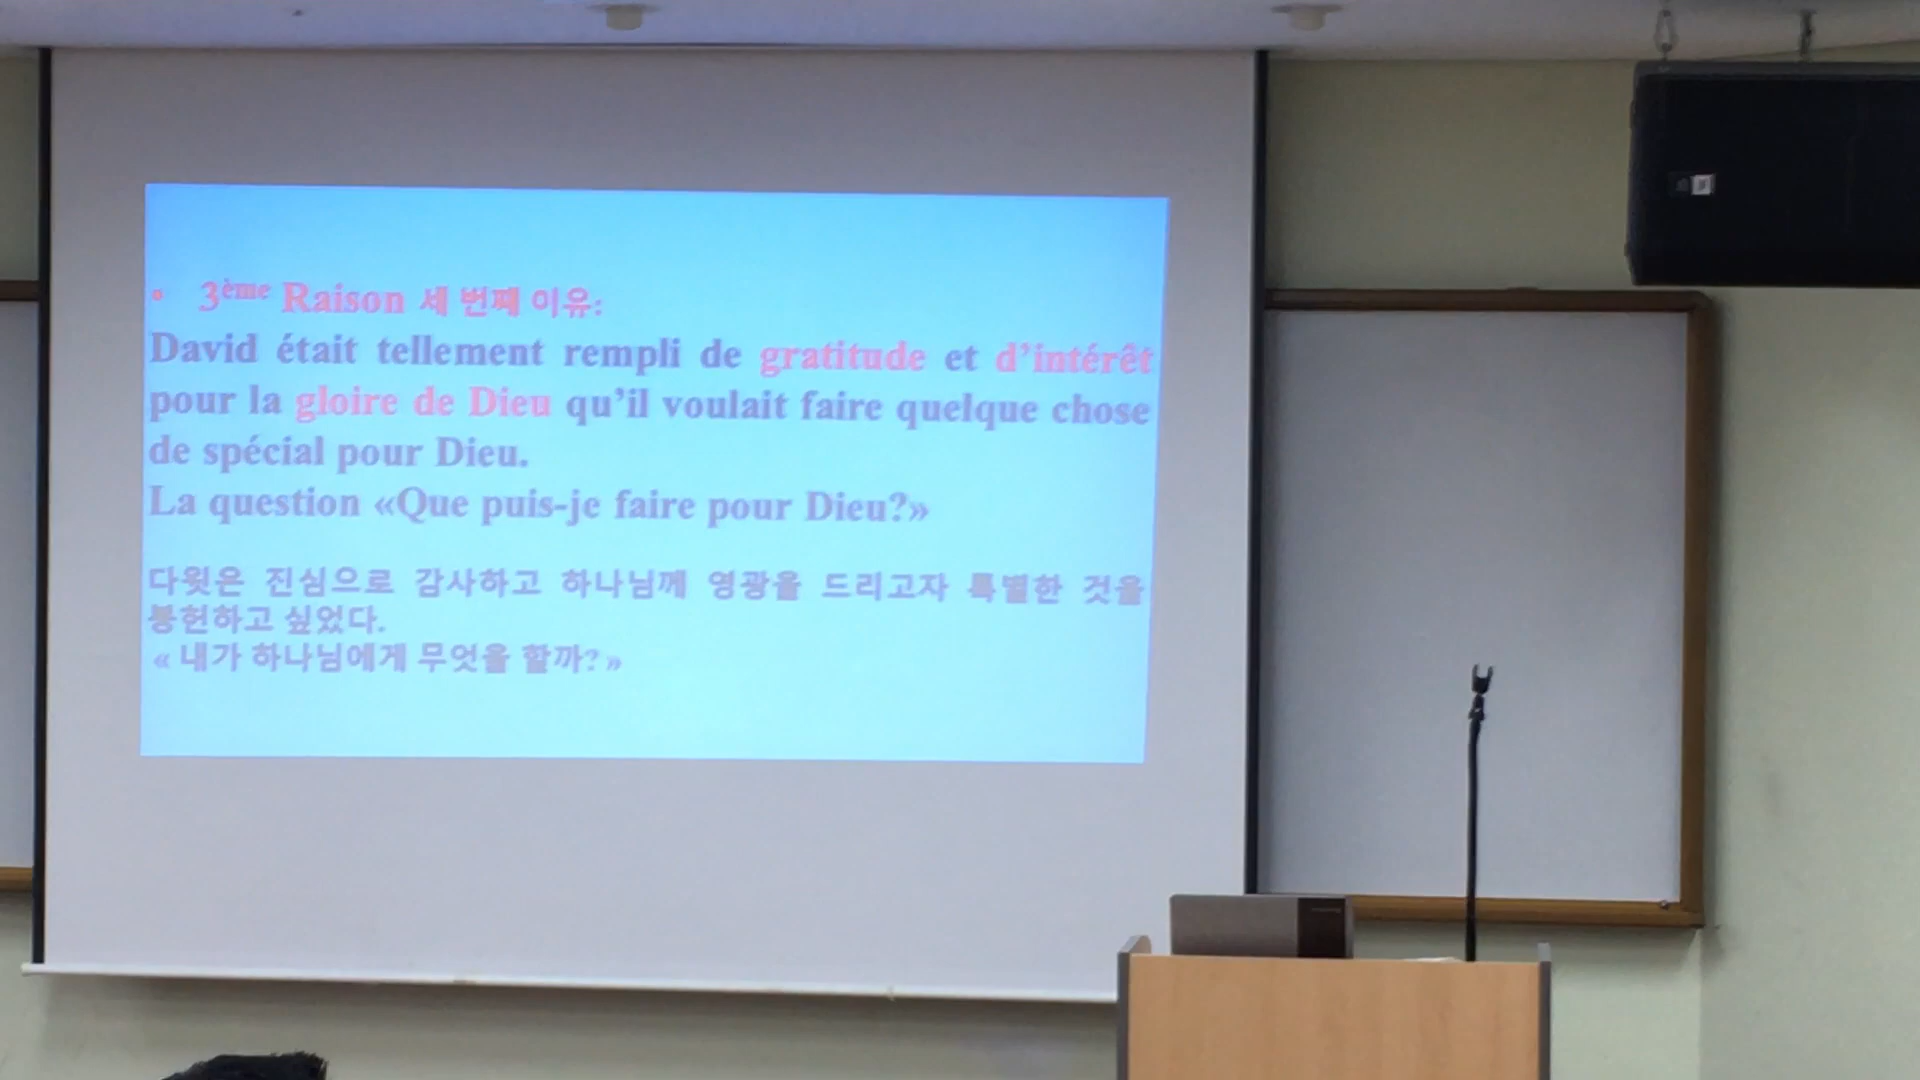 • 3ème Raison 세 번째 이유:
David était tellement rempli de gratitude et d’intérêt
pour la gloire de Dieu qu’il voulait faire quelque chose
de spécial pour Dieu.
La question «Que puis-je faire pour Dieu?»
다윗은 진심으로 감사하고 하나님께 영광을 드리고자 특별한 것을
봉헌하고 싶었다.
« 내가 하나님에게 무엇을 할까? »